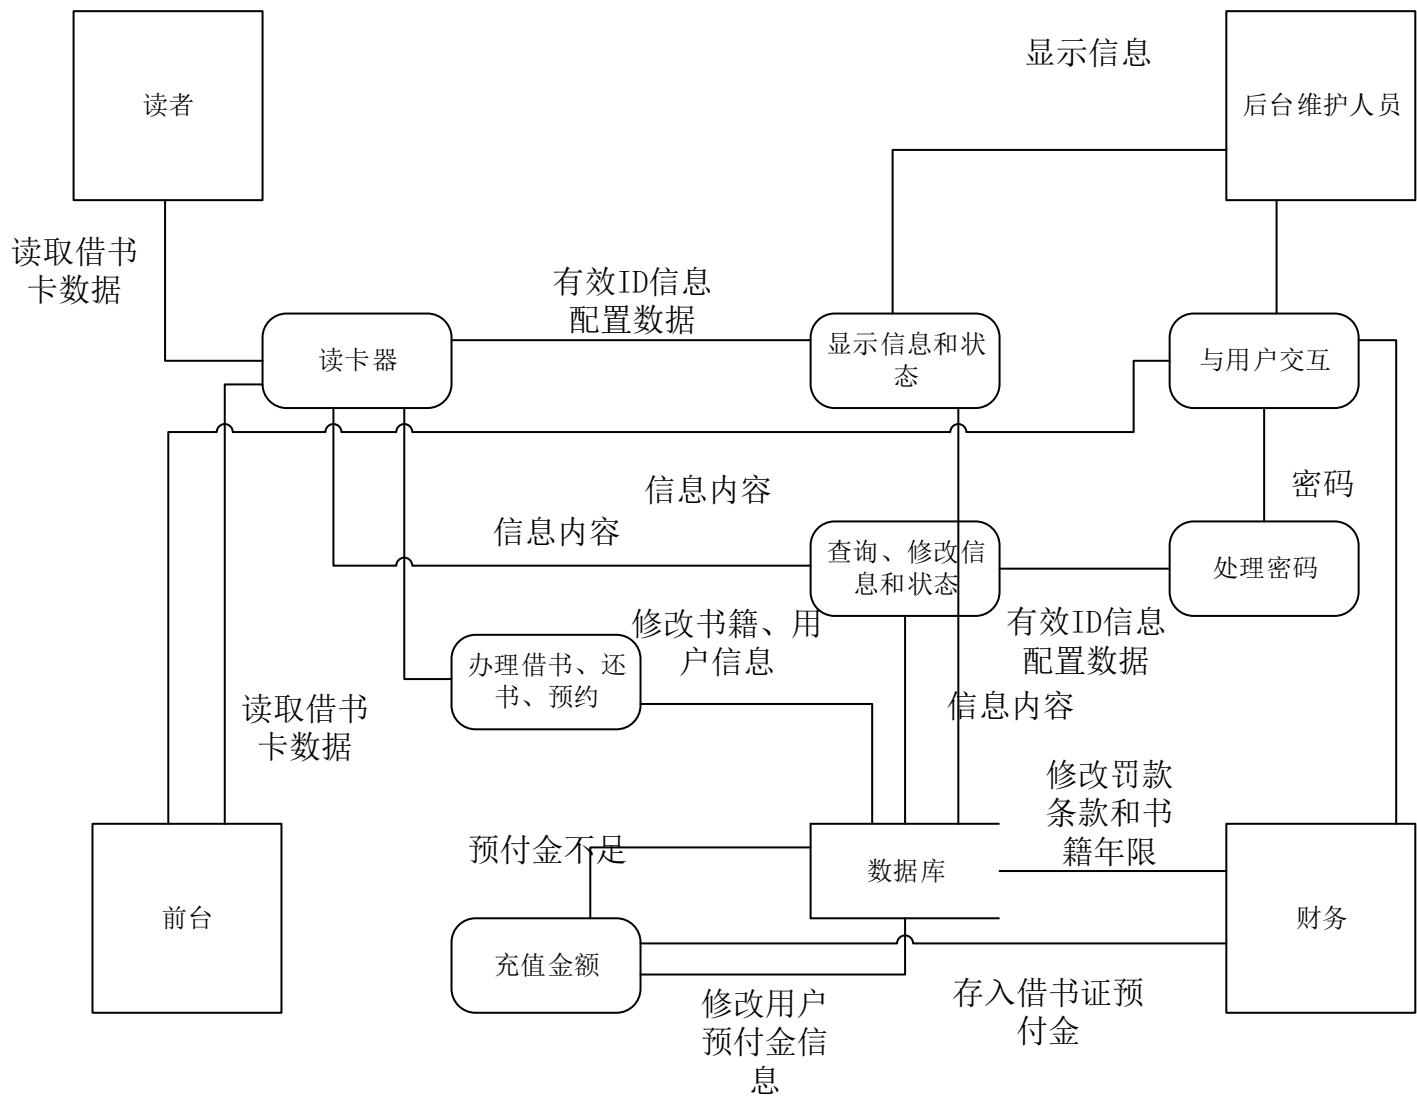 显示信息
读者
后台维护人员
读取借书
卡数据
有效ID信息
配置数据
读卡器
显示信息和状
态
与用户交互
信息内容
密码
信息内容
查询、修改信
息和状态
处理密码
修改书籍、用
户信息
有效ID信息
配置数据
办理借书、还
书、预约
读取借书
卡数据
信息内容
修改罚款
条款和书
籍年限
预付金不足
数据库
前台
财务
充值金额
修改用户
预付金信
息
存入借书证预
付金